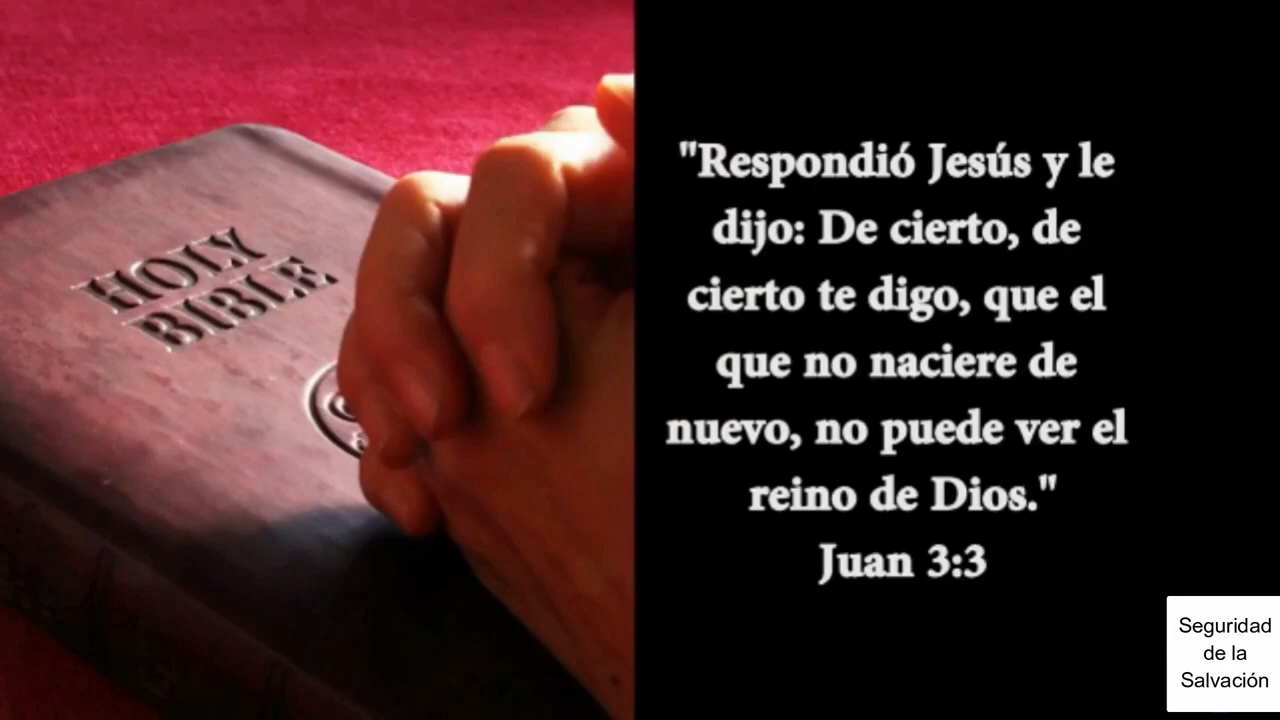 HOLY
BIBLE
"Respondió Jesús y le
dijo: De cierto, de
cierto te digo, que el
que no naciere de
nuevo, no puede ver el
reino de Dios."
Juan 3:3
Seguridad
de la
Salvación